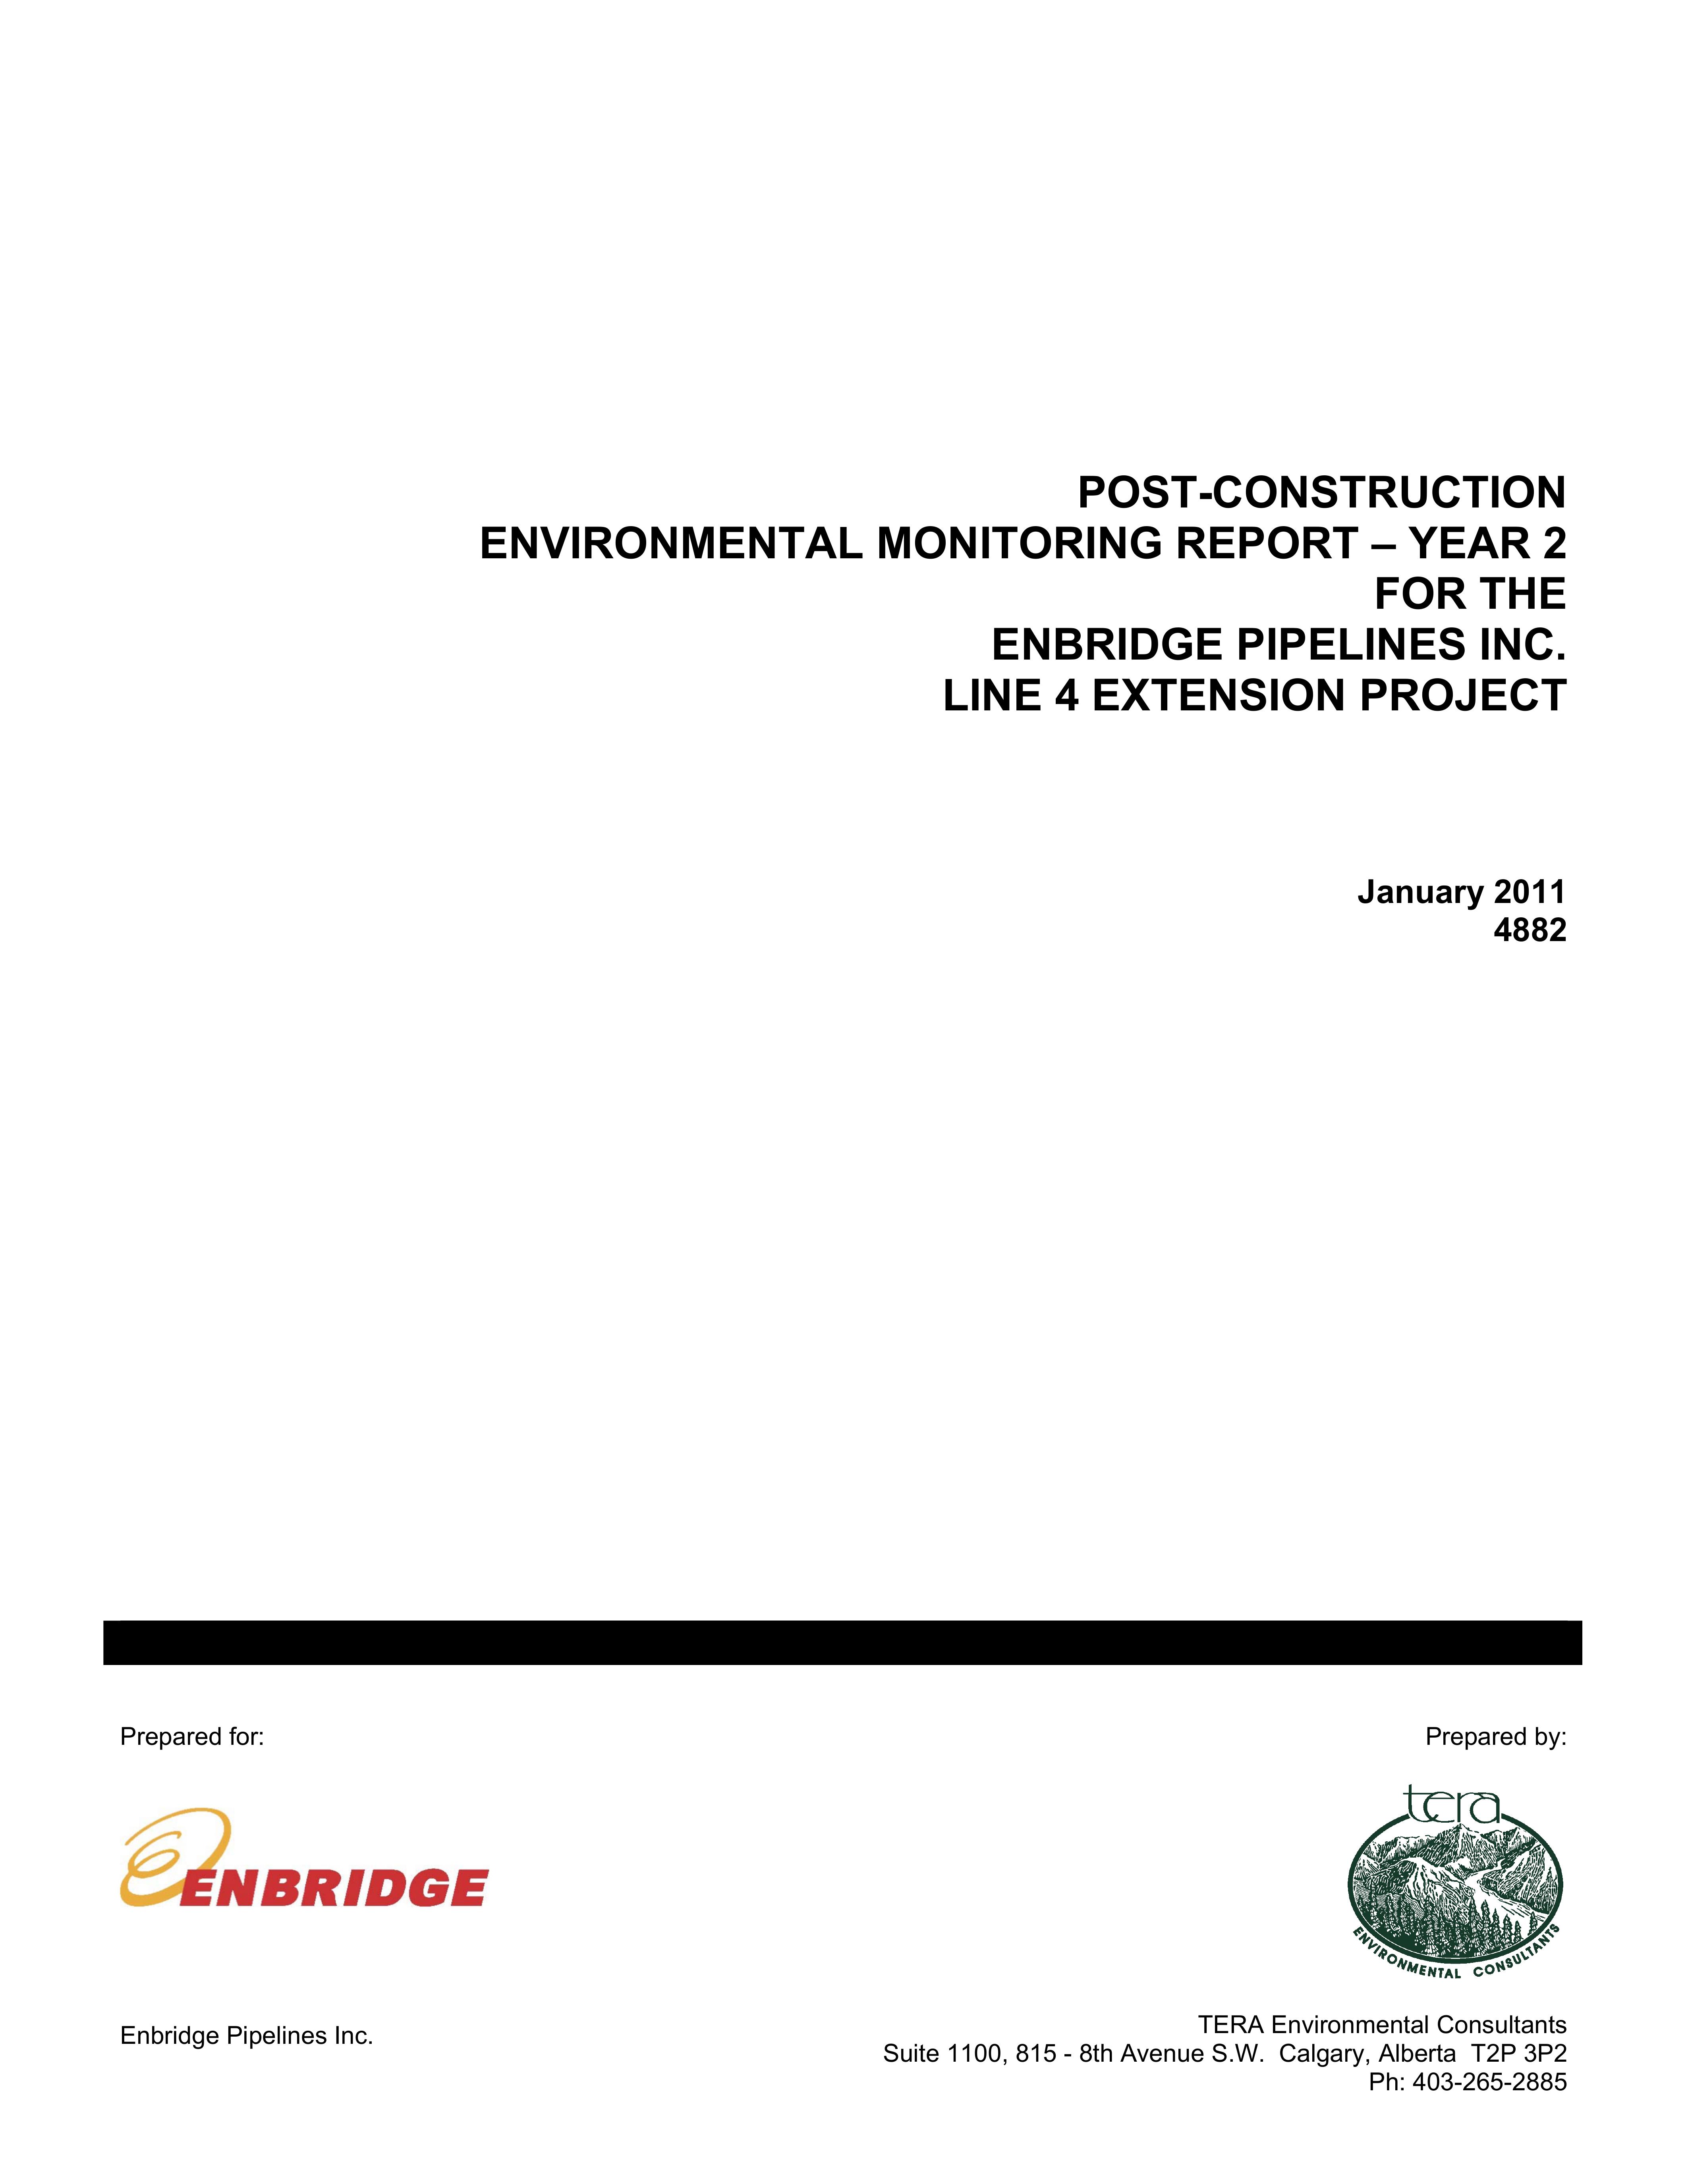 POST-CONSTRUCTION
ENVIRONMENTAL MONITORING REPORT – YEAR 2
FOR THE
ENBRIDGE PIPELINES INC.
LINE 4 EXTENSION PROJECT
January 2011
4882
Prepared for:
Prepared by:
ENBRIDGE
tera
ENVIRONMENTAL CONSULTANTS
Enbridge Pipelines Inc.
TERA Environmental Consultants
Suite 1100, 815 - 8th Avenue S.W.  Calgary, Alberta  T2P 3P2
Ph: 403-265-2885